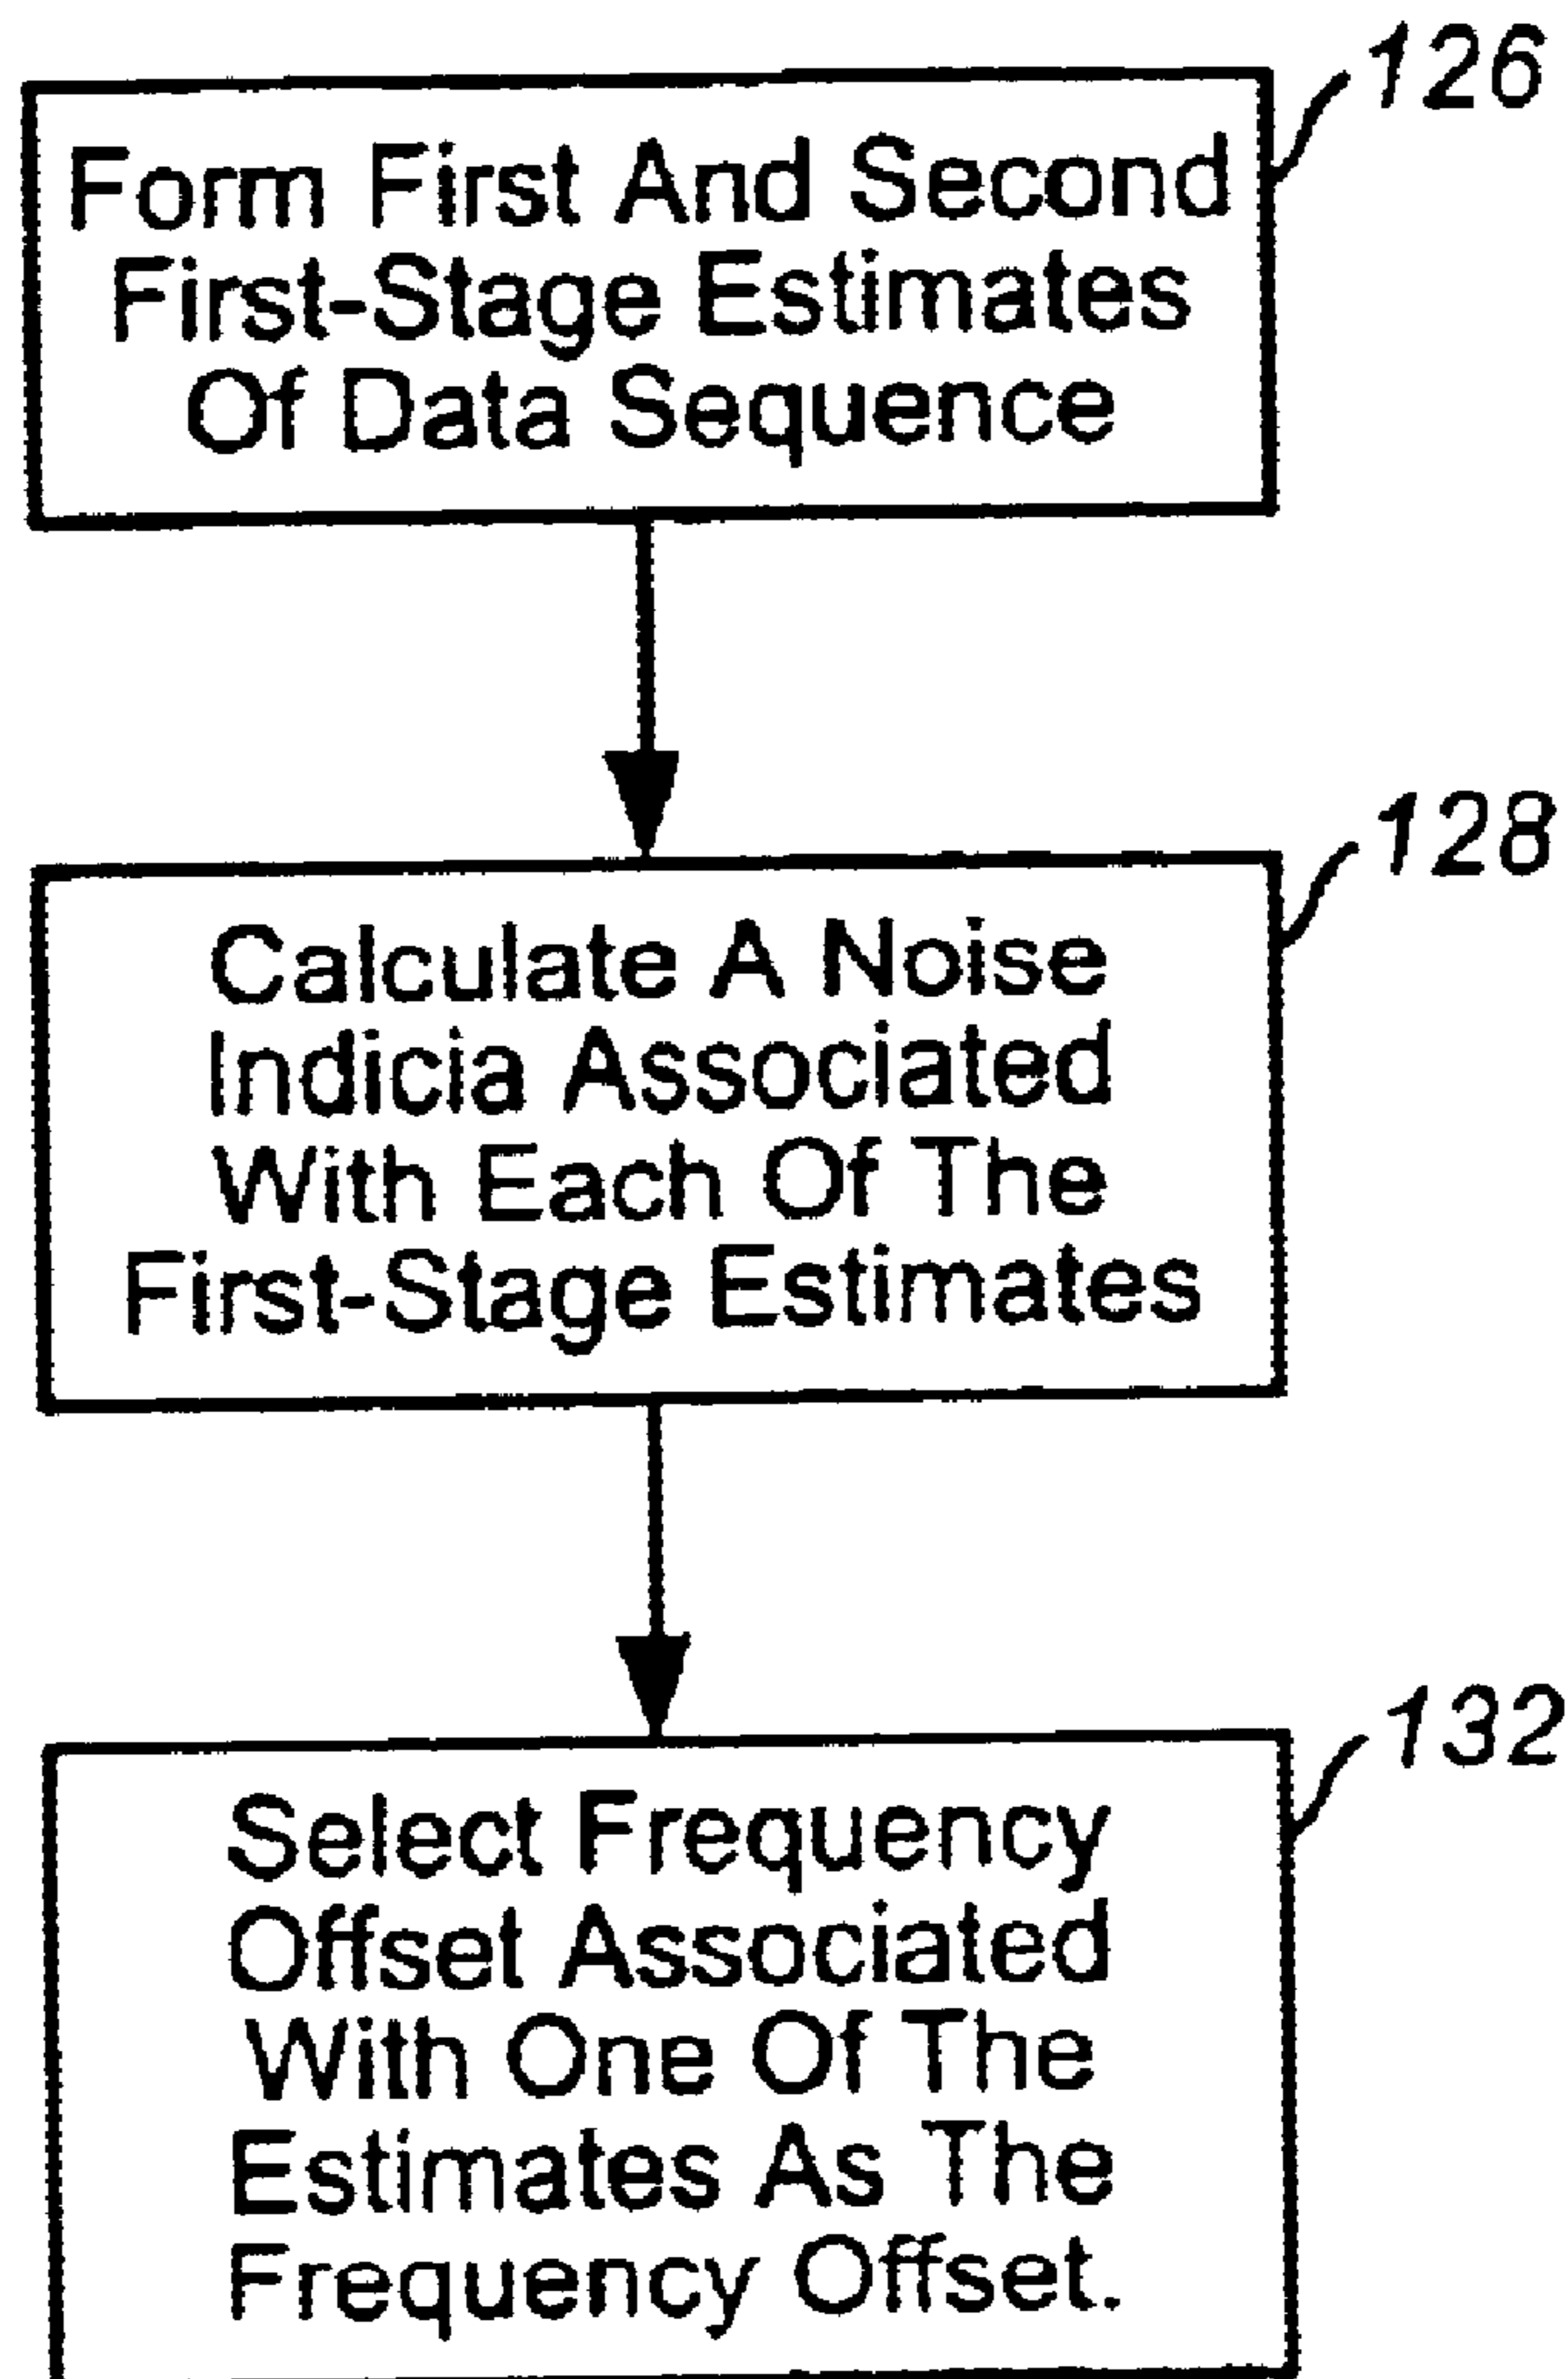 126
Form First And Second
First-Stage Estimates
Of Data Sequence
128
Calculate A Noise
Indicia Associated
With Each Of The
First-Stage Estimates
132
Select Frequency
Offset Associated
With One Of The
Estimates As The
Frequency Offset.